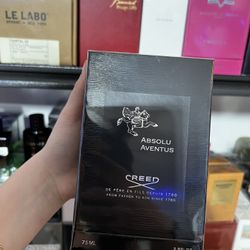 LE LABO
ABSOLU
AVENTUS
CREED
DE PÈRE EN FILS DEPUIS 1760
FROM FATHER TO SON SINCE 1760
75ML